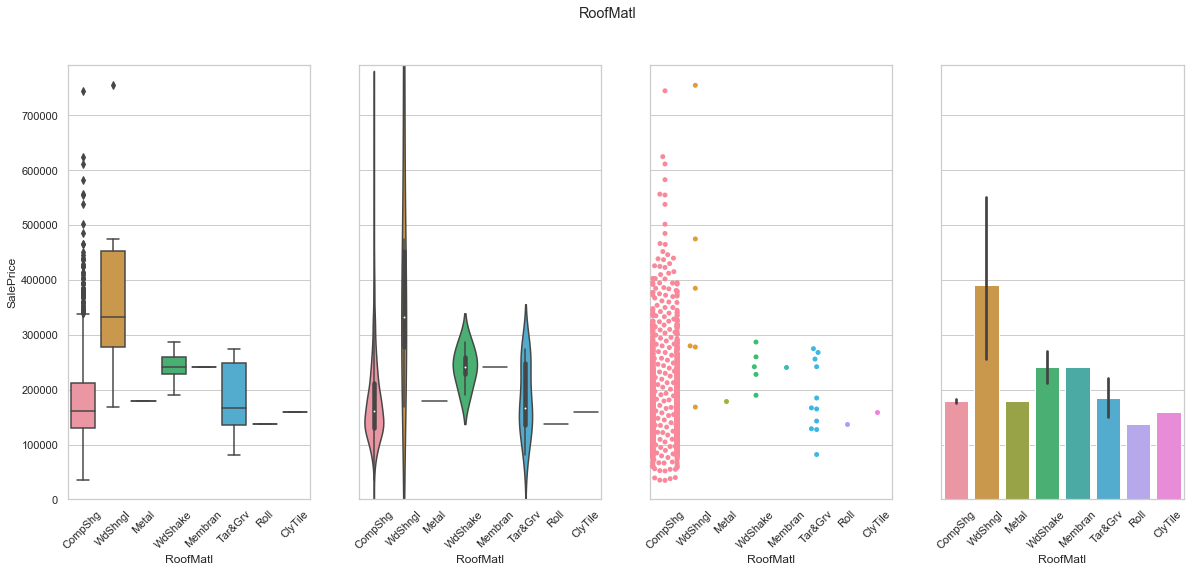 RoofMatl
SalePrice
700000
600000
500000
400000
300000
200000
100000
0
CompShg WdShngl Metal WdShake Membran Tar&Grv Roll ClyTile
RoofMatl
CompShg WdShngl Metal WdShake Membran Tar&Grv Roll ClyTile
RoofMatl
CompShg WdShngl Metal WdShake Membran Tar&Grv Roll ClyTile
RoofMatl
CompShg WdShngl Metal WdShake Membran Tar&Grv Roll ClyTile
RoofMatl